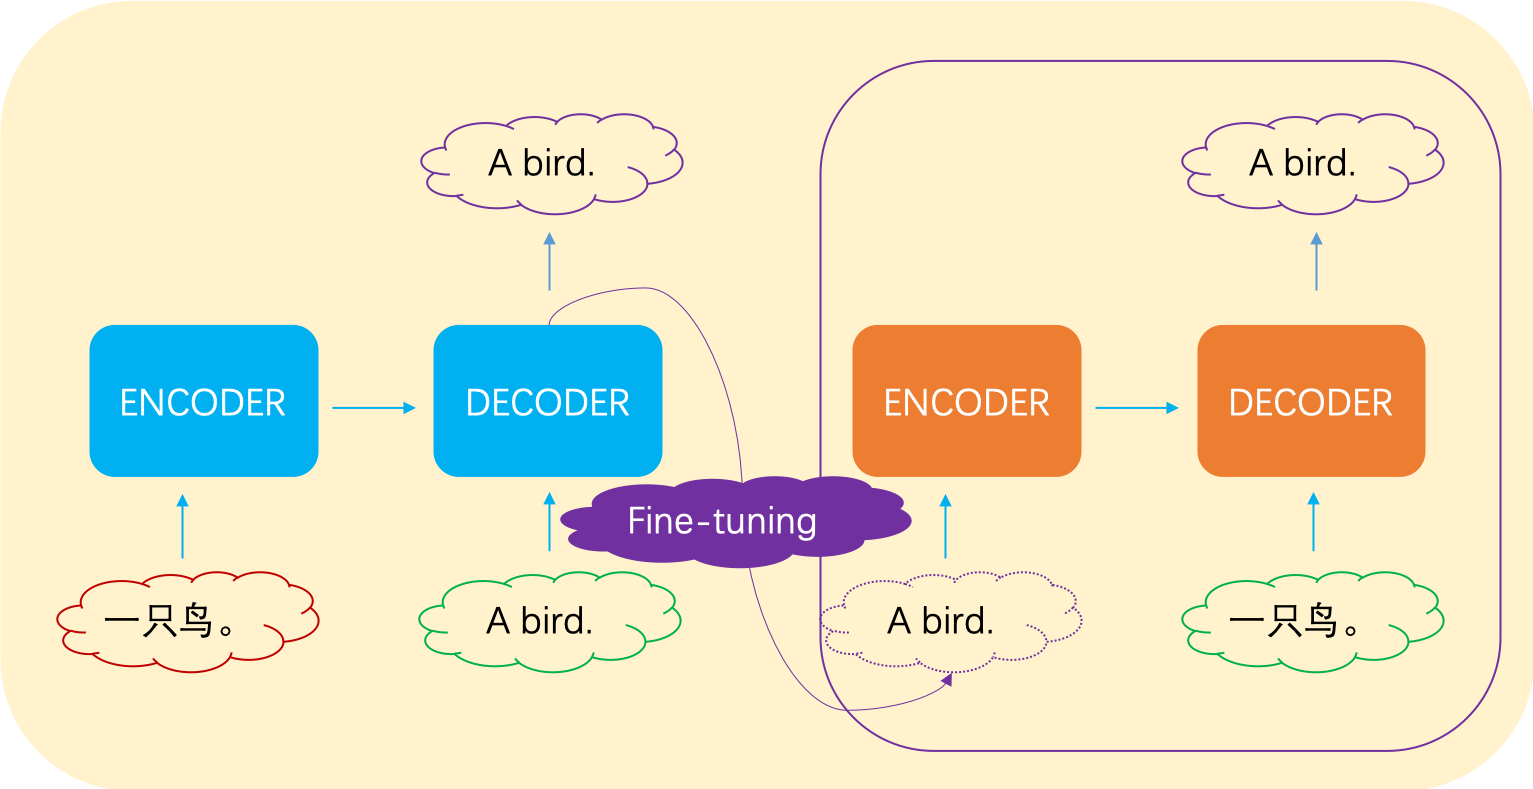 A bird.
A bird.
ENCODER
DECODER
ENCODER
DECODER
Fine-tuning
一只鸟。
A bird.
A bird.
一只鸟。